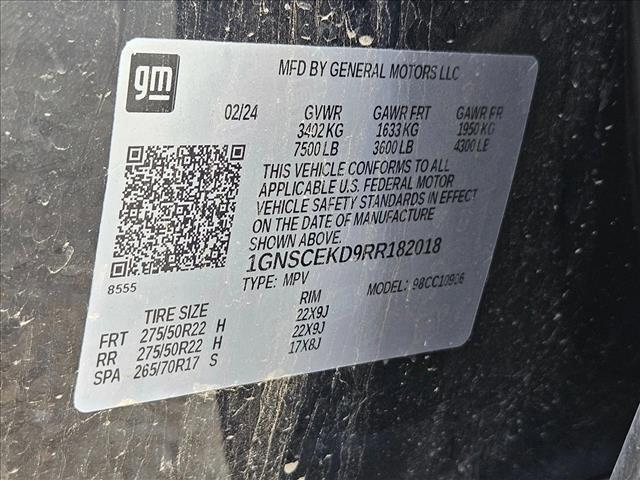 gm
MFD BY GENERAL MOTORS LLC
02/24 GVWR GAWR FRT GAWR RR
3402 KG 1633 KG 1950 KG
7500 LB 3600 LB 4300 LB
THIS VEHICLE CONFORMS TO ALL
APPLICABLE U.S. FEDERAL MOTOR
VEHICLE SAFETY STANDARDS IN EFFECT
ON THE DATE OF MANUFACTURE
SHOWN ABOVE.
1GNSCEKD9RR182018
8555
TYPE: MPV MODEL: 98CC10906
TIRE SIZE RIM
FRT 275/50R22 H 22X9J
RR 275/50R22 H 22X9J
SPA 265/70R17 S 17X8J